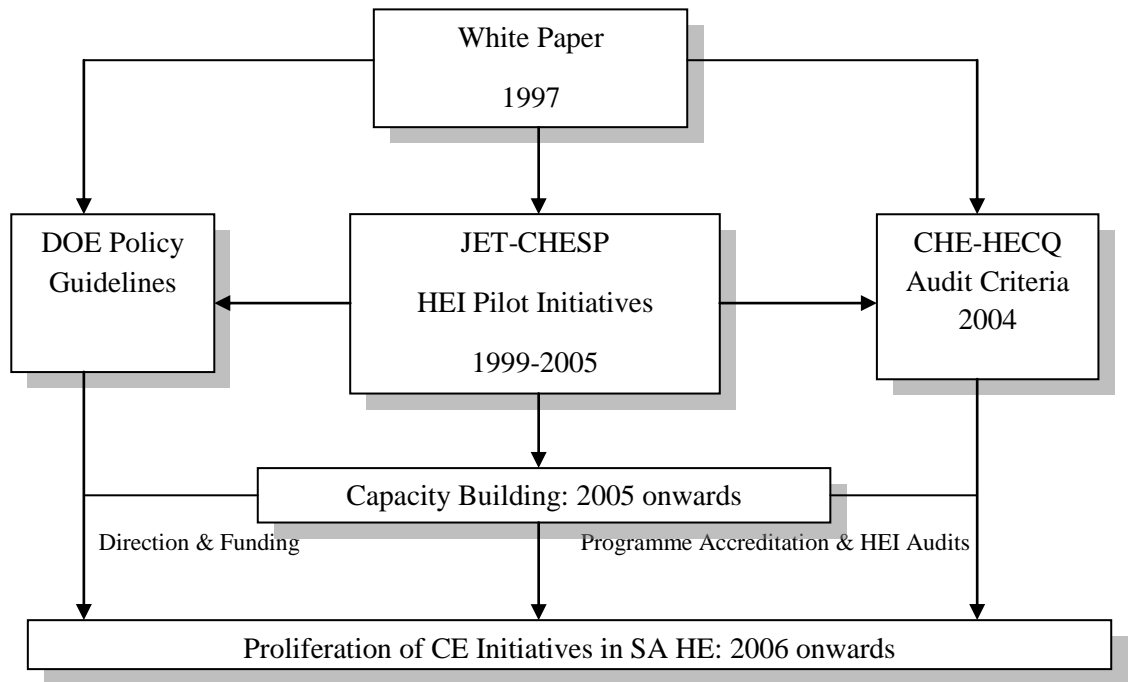 White Paper
1997
DOE Policy
Guidelines
JET-CHESP
HEI Pilot Initiatives
1999-2005
CHE-HECQ
Audit Criteria
2004
Capacity Building: 2005 onwards
Direction & Funding
Programme Accreditation & HEI Audits
Proliferation of CE Initiatives in SA HE: 2006 onwards